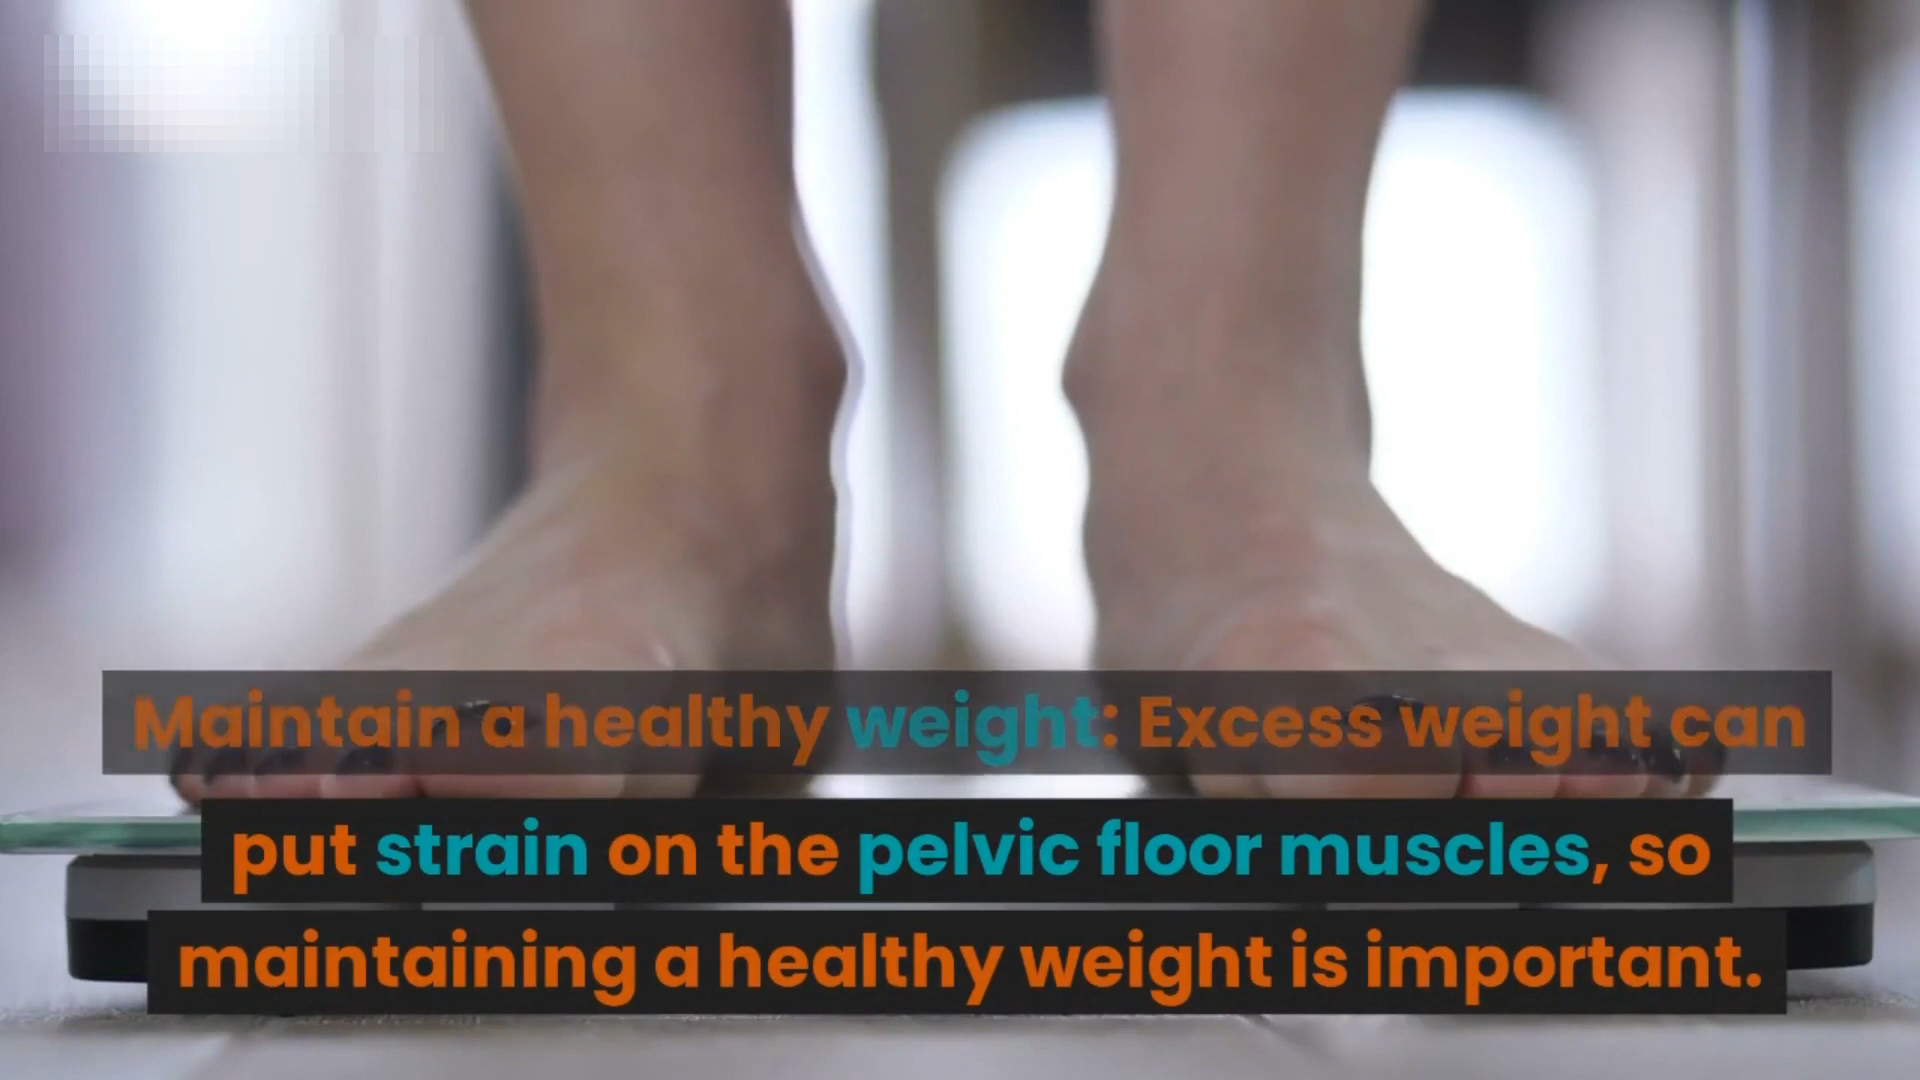 Maintain a healthy weight: Excess weight can
put strain on the pelvic floor muscles, so
maintaining a healthy weight is important.